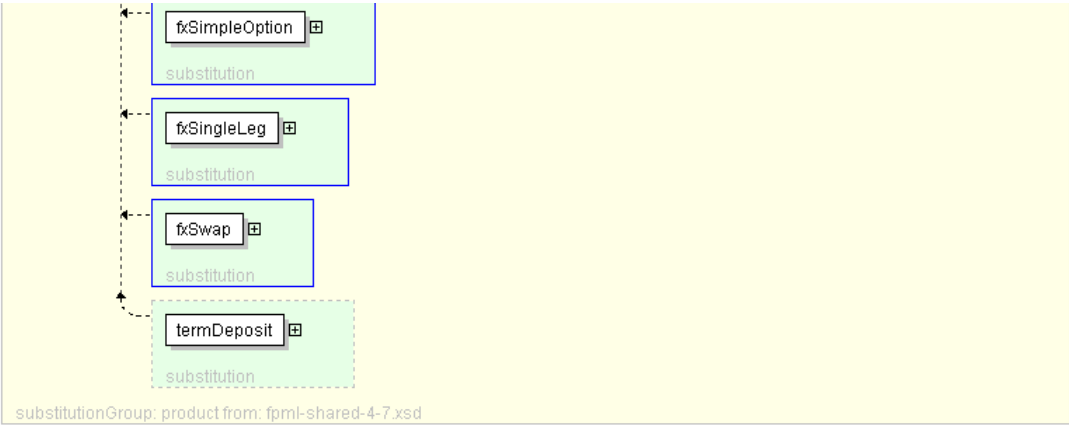 fxSimpleOption
substitution
fxSingleLeg
substitution
fxSwap
substitution
termDeposit
substitution
substitutionGroup: product from: fpml-shared-4-7.xsd